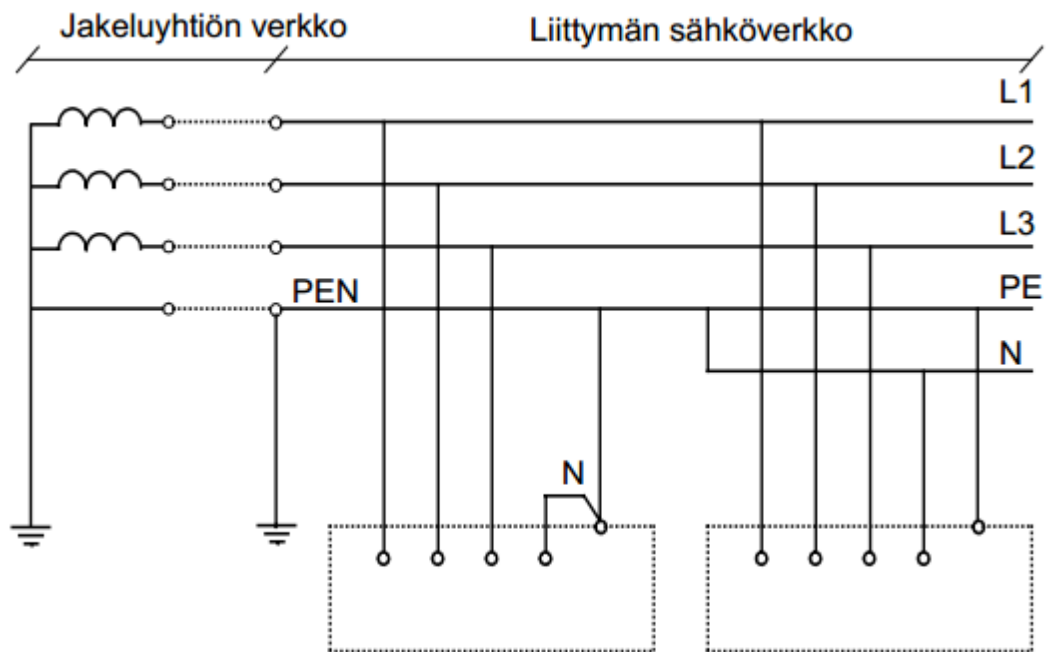 Jakeluyhtiön verkko
Liittymän sähköverkko
L1
L2
L3
PEN
PE
N
N